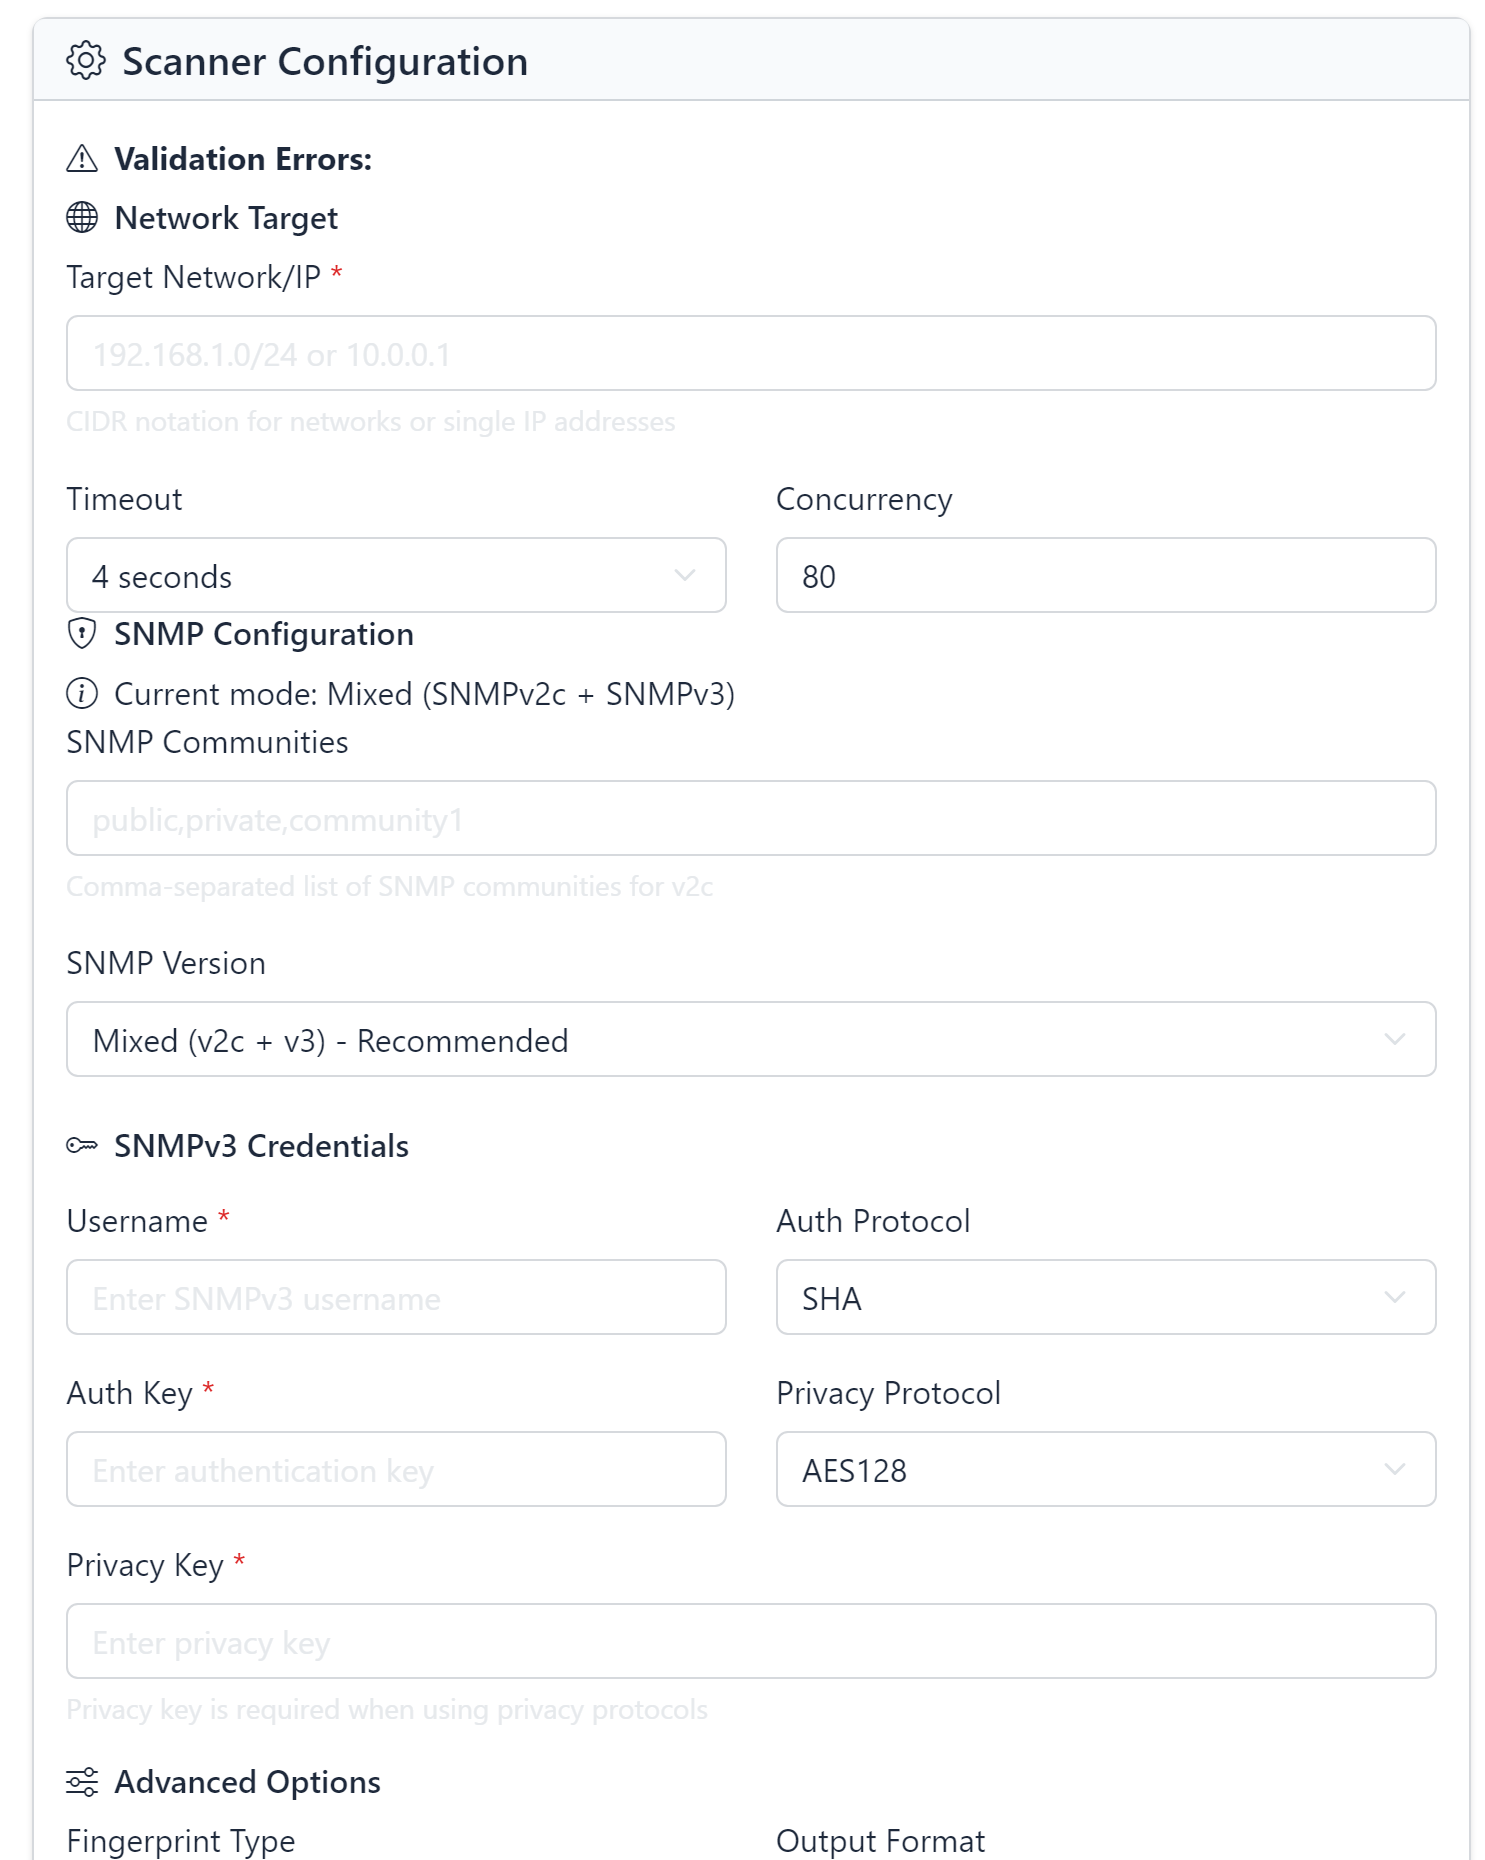 Scanner Configuration
Validation Errors:
Network Target
Target Network/IP *
192.168.1.0/24 or 10.0.0.1
CIDR notation for networks or single IP addresses
Timeout
Concurrency
4 seconds
80
SNMP Configuration
Current mode: Mixed (SNMPv2c + SNMPv3)
SNMP Communities
public,private,community1
Comma-separated list of SNMP communities for v2c
SNMP Version
Mixed (v2c + v3) - Recommended
SNMPv3 Credentials
Username *
Auth Protocol
Enter SNMPv3 username
SHA
Auth Key *
Privacy Protocol
Enter authentication key
AES128
Privacy Key *
Enter privacy key
Privacy key is required when using privacy protocols
Advanced Options
Fingerprint Type
Output Format